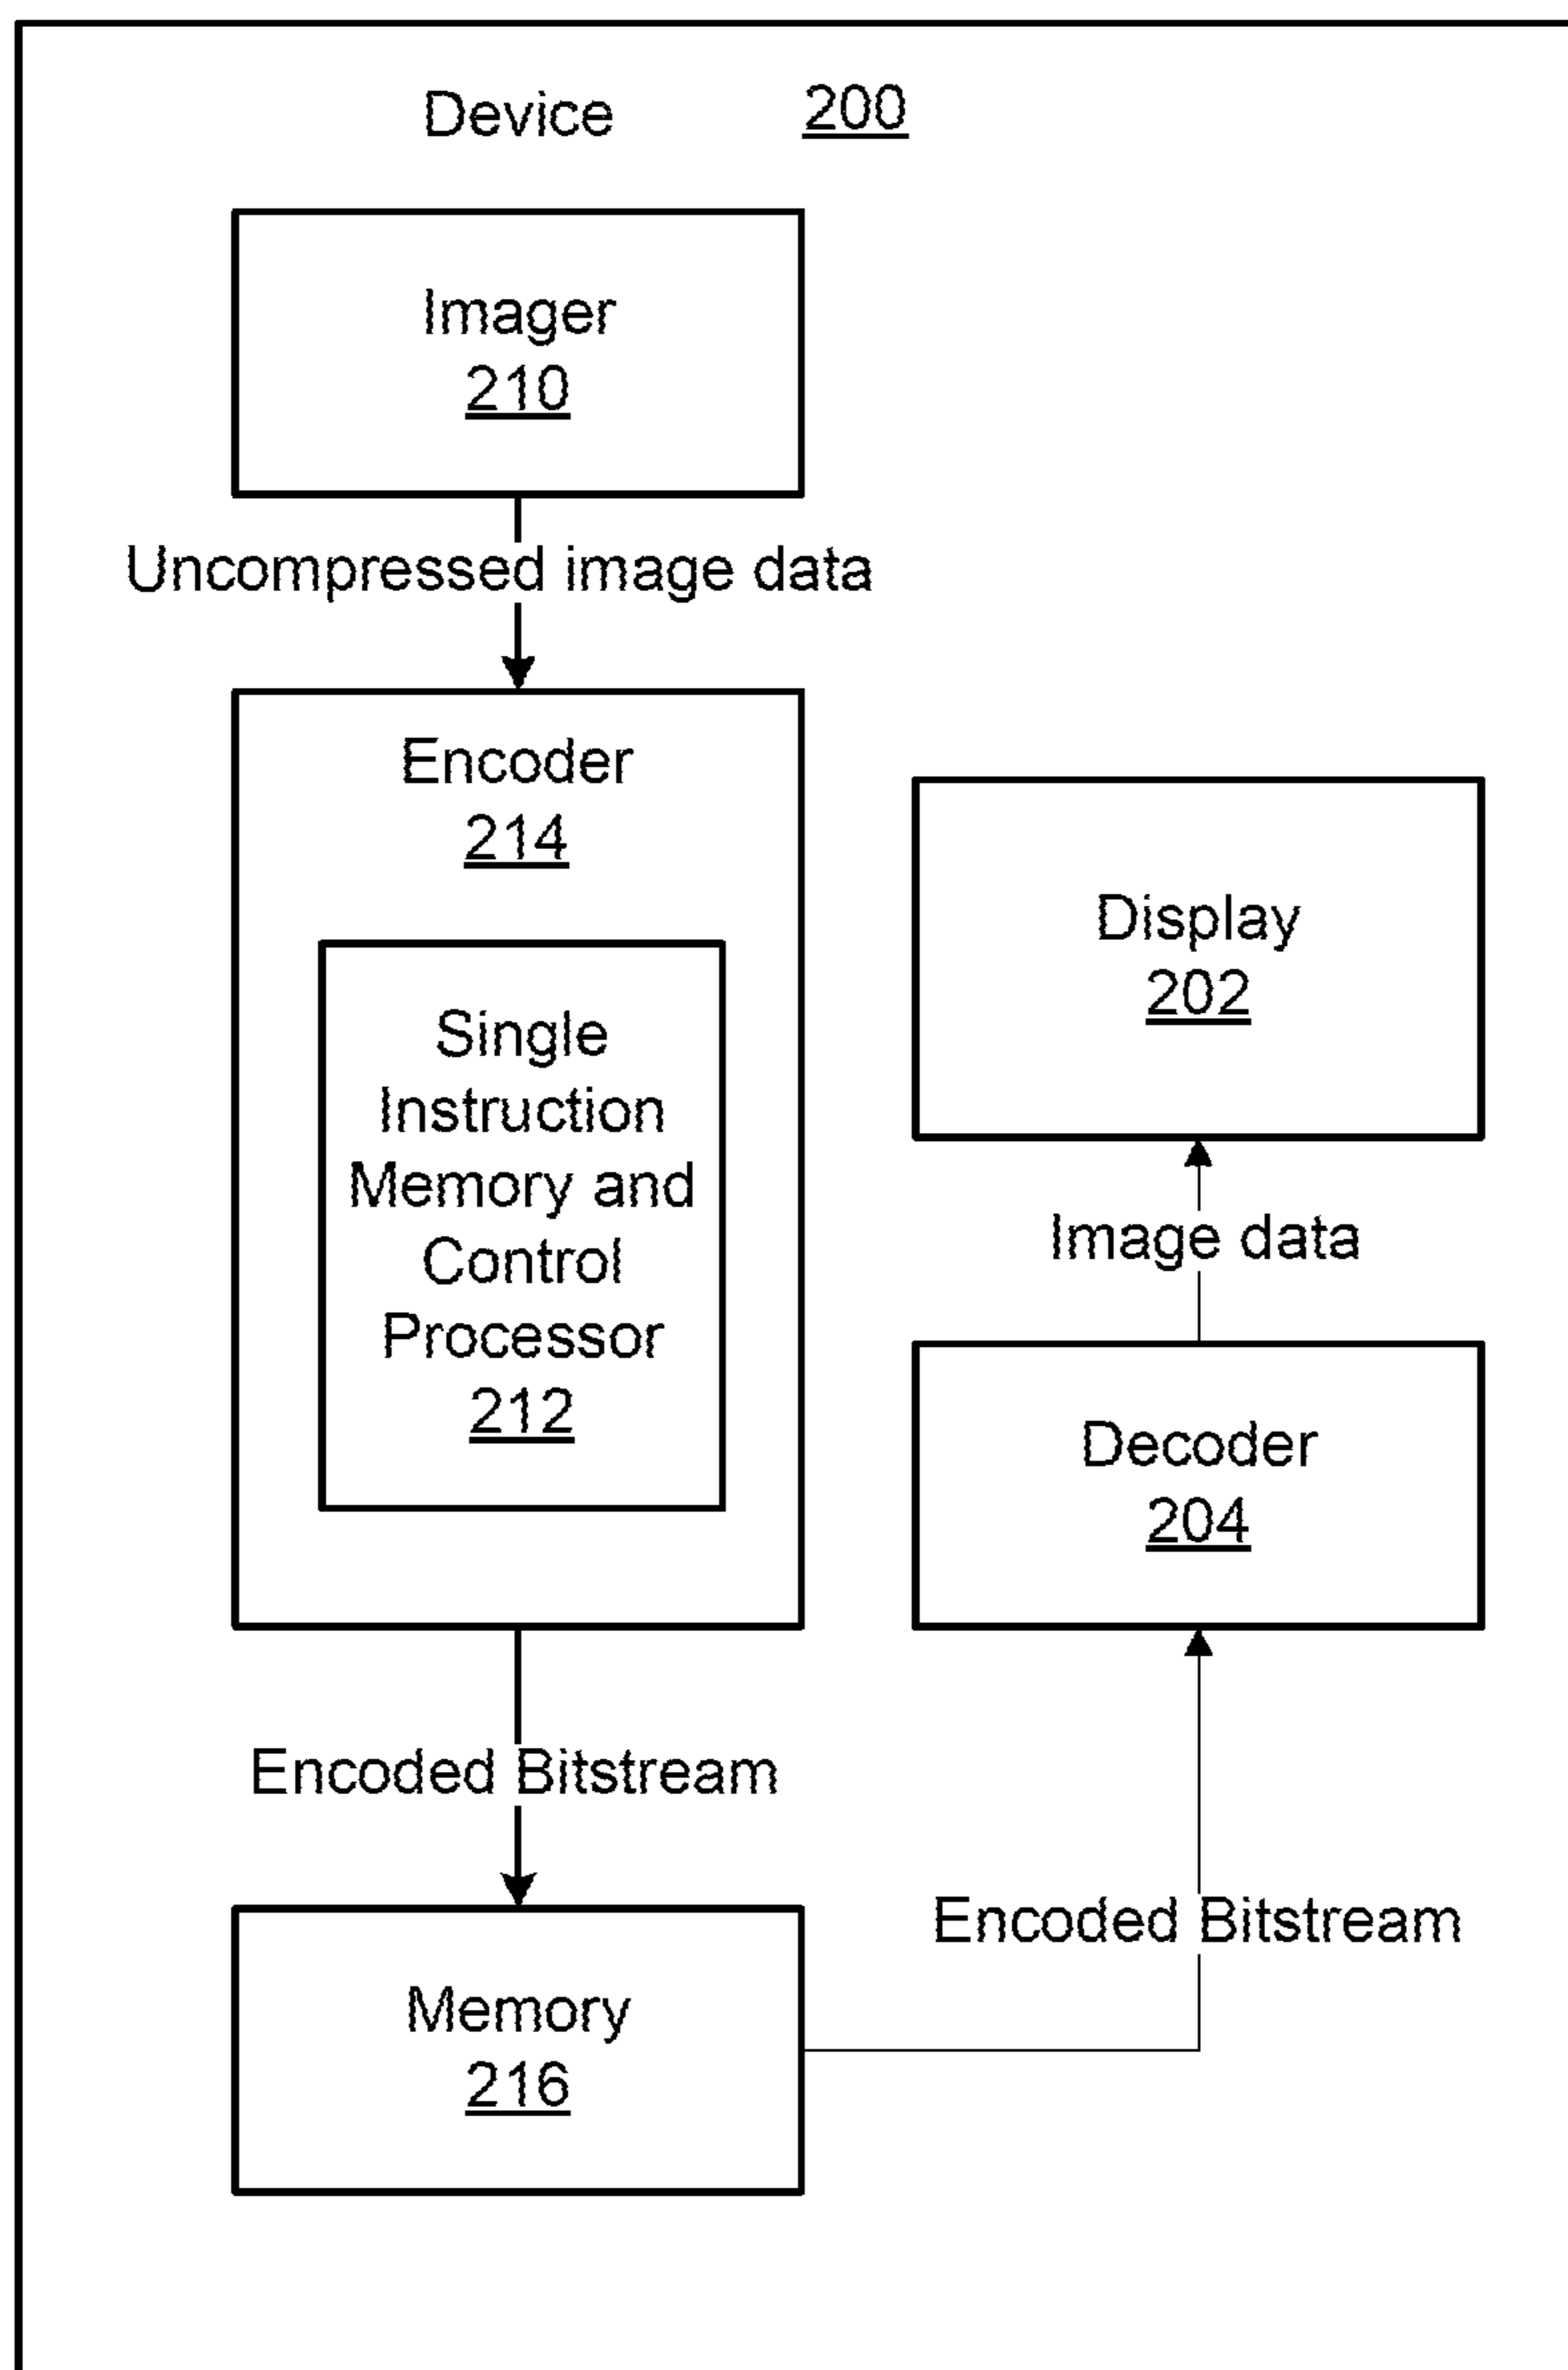 Device 200
Imager
210
Uncompressed image data
Encoder
214
Single
Instruction
Memory and
Control
Processor
212
Encoded Bitstream
Memory
216
Display
202
Image data
Decoder
204
Encoded Bitstream